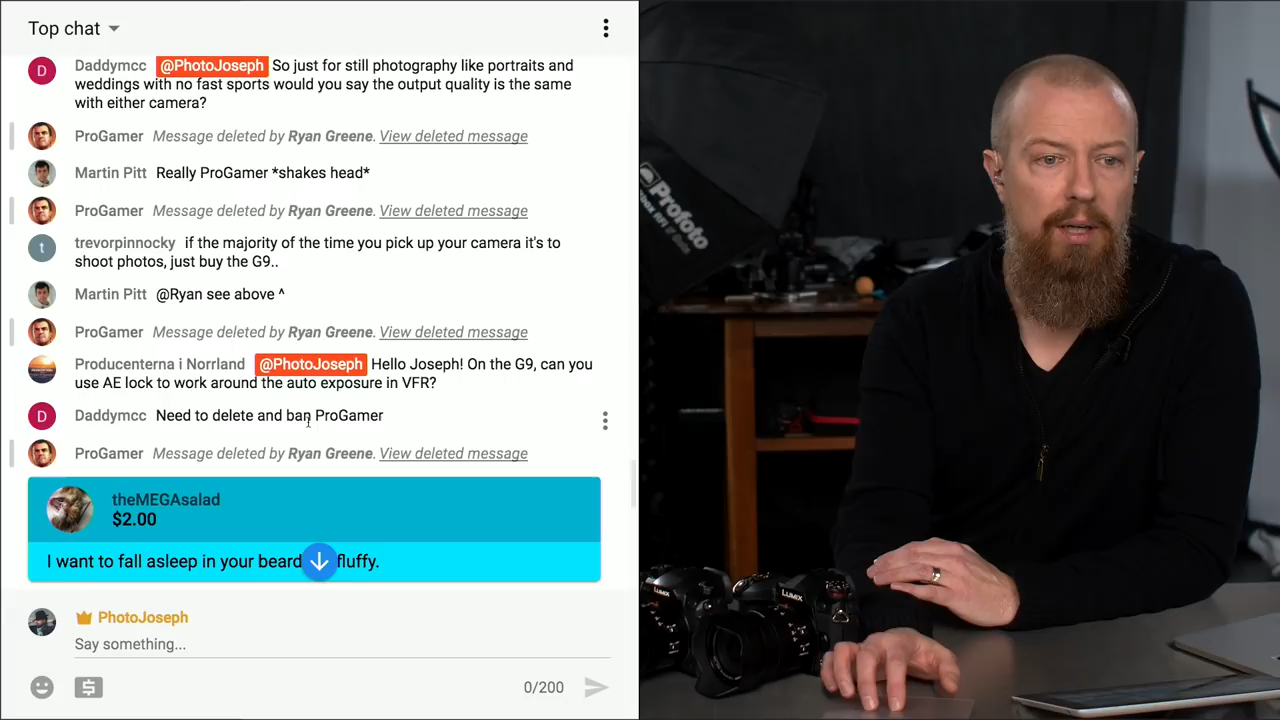 Top chat
D Daddymcc @PhotoJoseph So just for still photography like portraits and
weddings with no fast sports would you say the output quality is the same
with either camera?
ProGamer Message deleted by Ryan Greene. View deleted message
Martin Pitt Really ProGamer *shakes head*
ProGamer Message deleted by Ryan Greene. View deleted message
t trevorpinnocky if the majority of the time you pick up your camera it's to
shoot photos, just buy the G9..
Martin Pitt @Ryan see above ^
ProGamer Message deleted by Ryan Greene. View deleted message
Producenterna i Norrland @PhotoJoseph Hello Joseph! On the G9, can you
use AE lock to work around the auto exposure in VFR?
D Daddymcc Need to delete and ban ProGamer
ProGamer Message deleted by Ryan Greene. View deleted message
theMEGAsalad
$2.00
I want to fall asleep in your beard fluffy.
PhotoJoseph
Say something...
0/200
Profoto
LUMIX
LUMIX